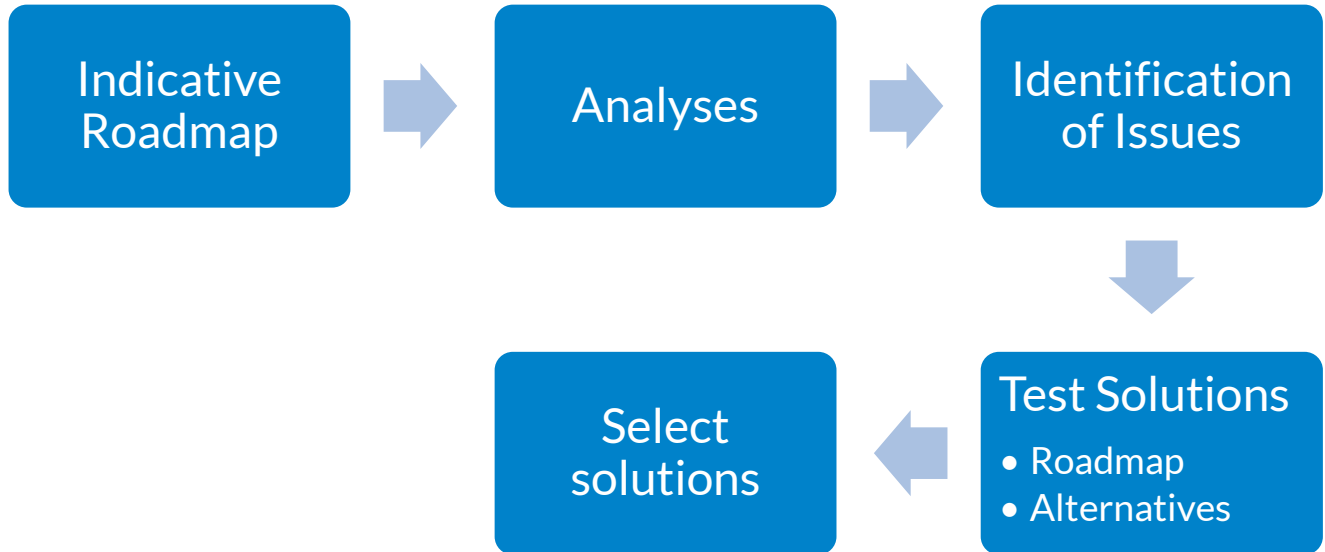 Indicative
Roadmap
Analyses
Identification
of Issues
Test Solutions
• Roadmap
• Alternatives
Select
solutions